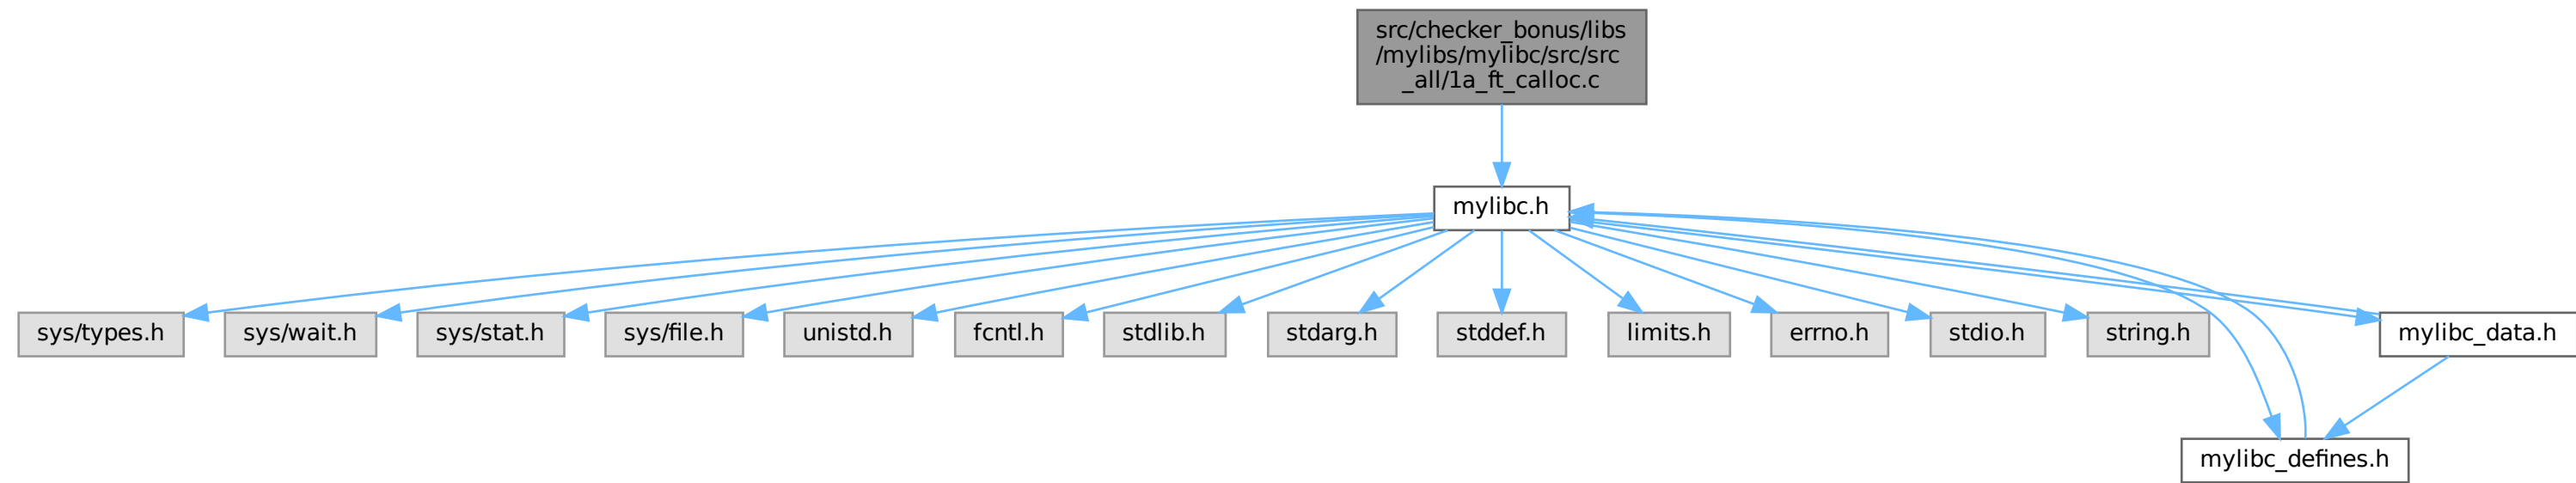 src/checker_bonus/libs
/mylibs/mylibc/src/src
_all/1a_ft_calloc.c
mylibc.h
sys/types.h
sys/wait.h
sys/stat.h
sys/file.h
unistd.h
fcntl.h
stdlib.h
stdarg.h
stddef.h
limits.h
errno.h
stdio.h
string.h
mylibc_data.h
mylibc_defines.h